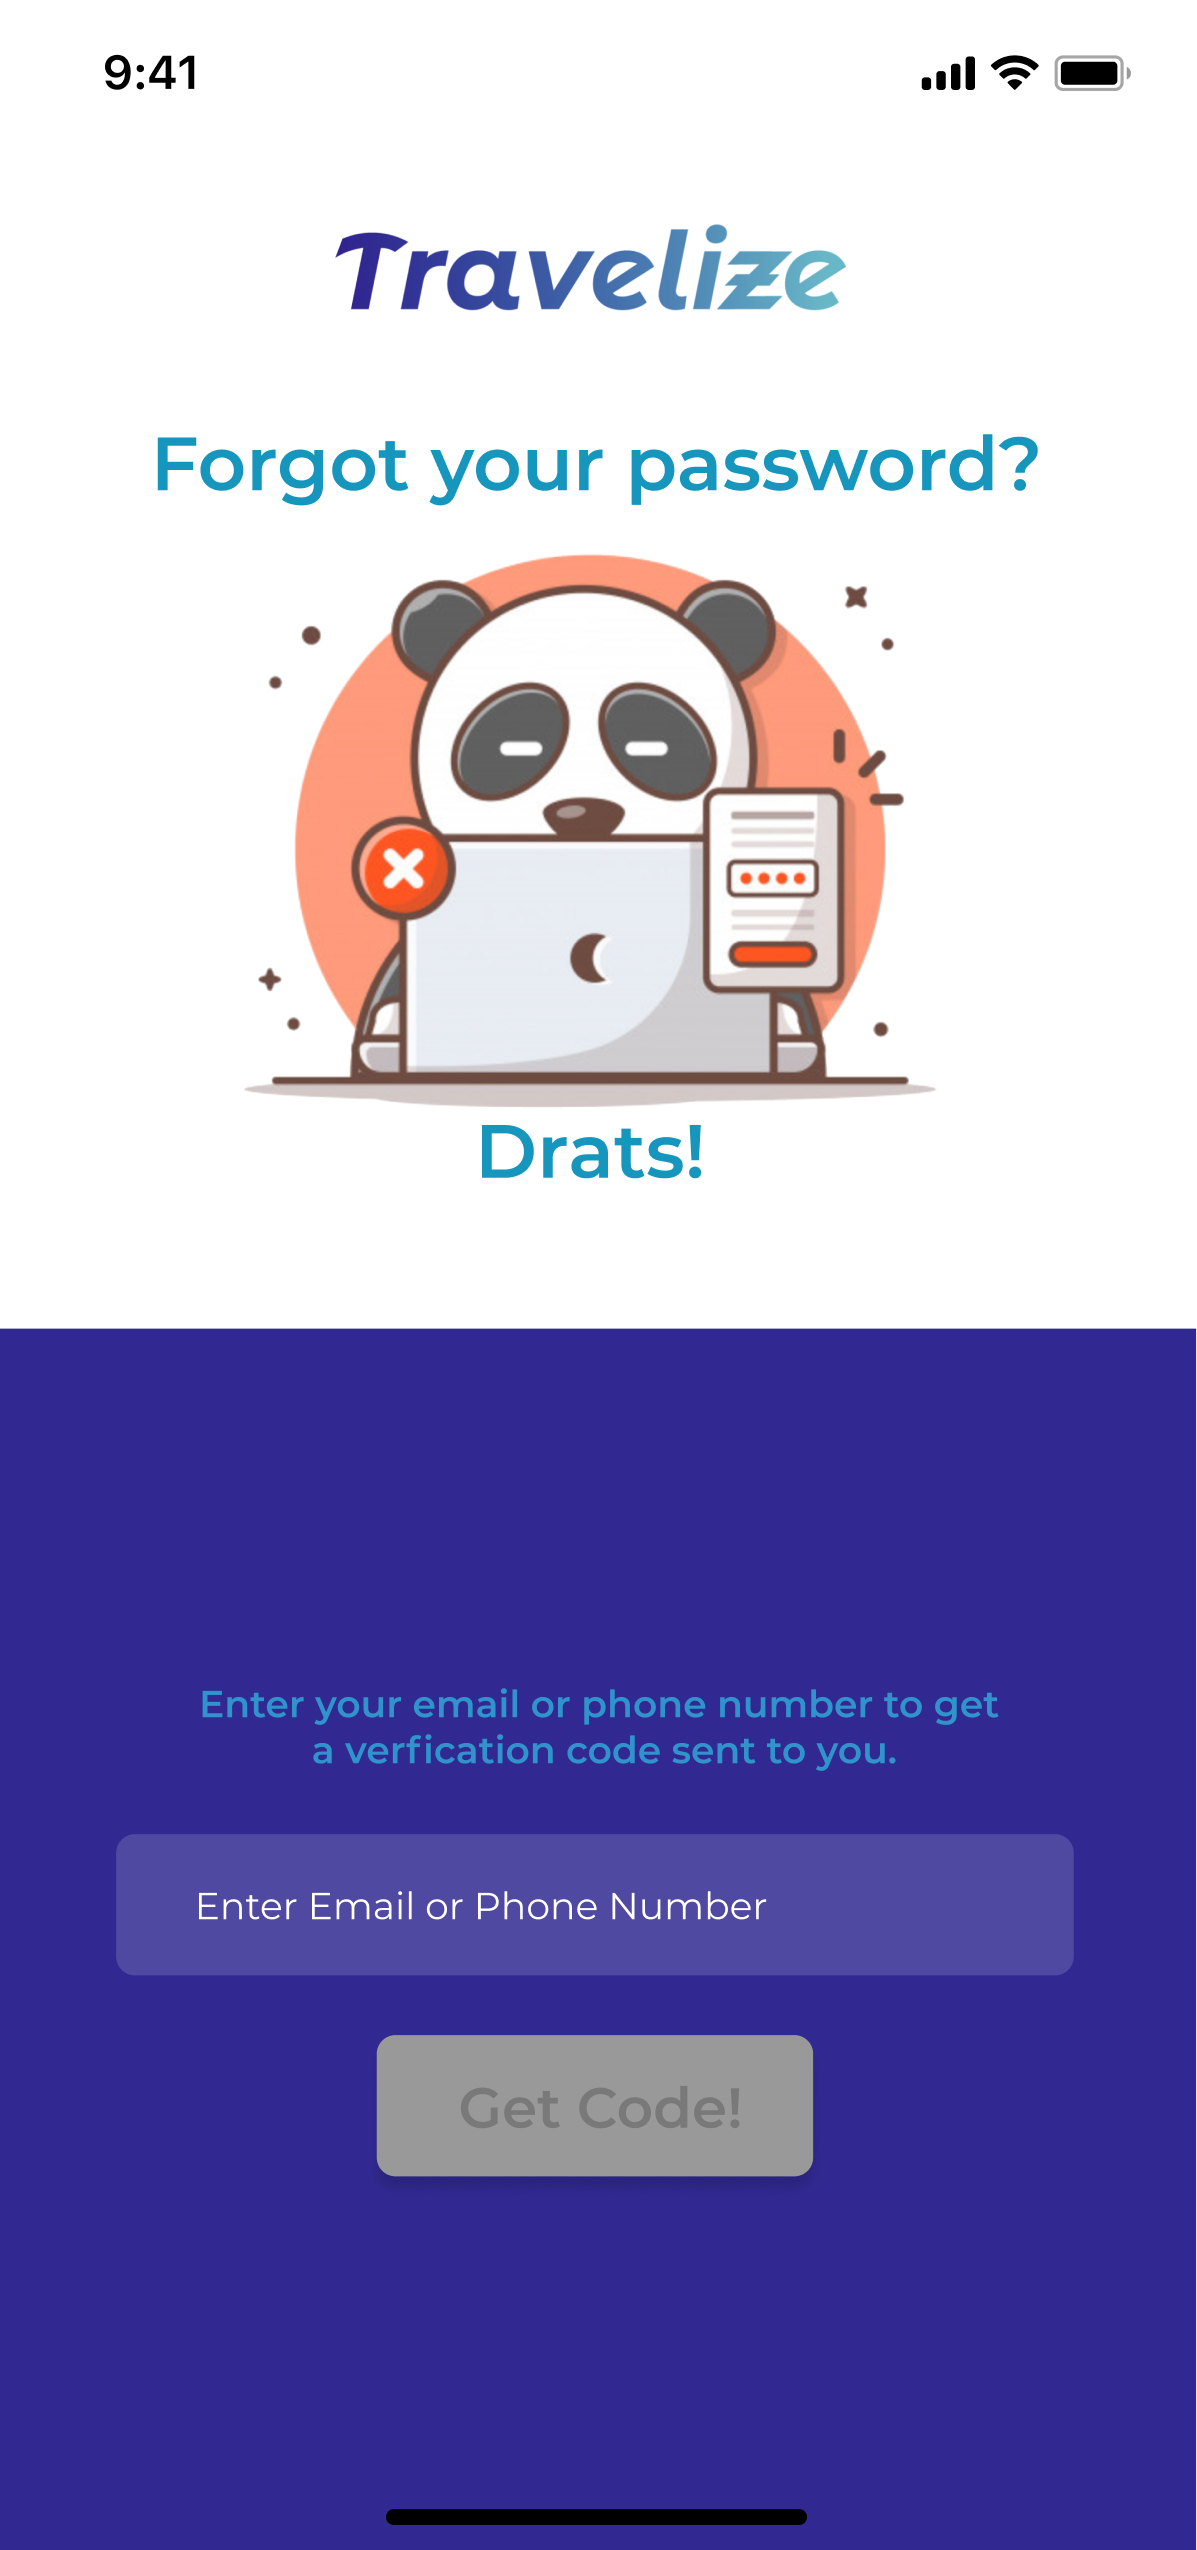 9:41
Travelize
Forgot your password?
Drats!
Enter your email or phone number to get
a verfication code sent to you.
Enter Email or Phone Number
Get Code!